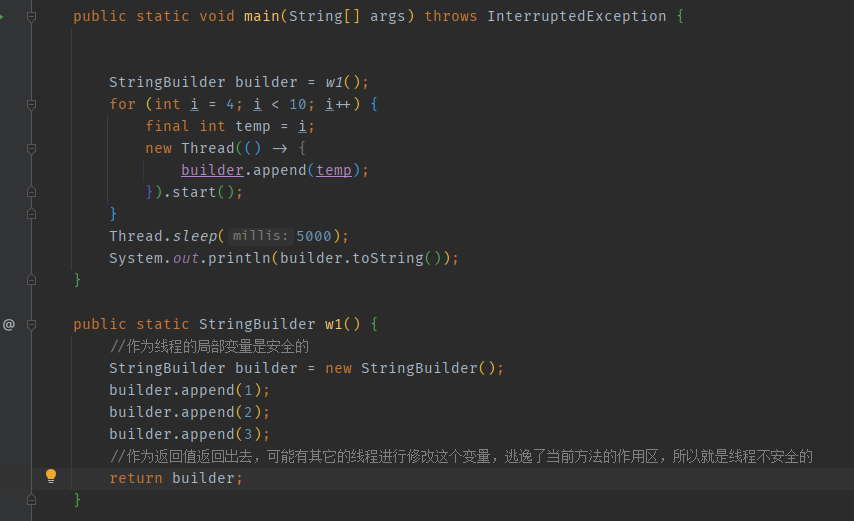 public static void main(String[] args) throws InterruptedException {
StringBuilder builder = w1();
for (int i = 4; i < 10; i++) {
final int temp = i;
new Thread(() -> {
builder.append(temp);
}).start();
}
Thread.sleep( millis: 5000);
System.out.println(builder.toString());
}
@ public static StringBuilder w1() {
//作为线程的局部变量是安全的
StringBuilder builder = new StringBuilder();
builder.append(1);
builder.append(2);
builder.append(3);
//作为返回值返回出去，可能有其它的线程进行修改这个变量，逃逸了当前方法的作用区，所以就是线程不安全的
return builder;
}